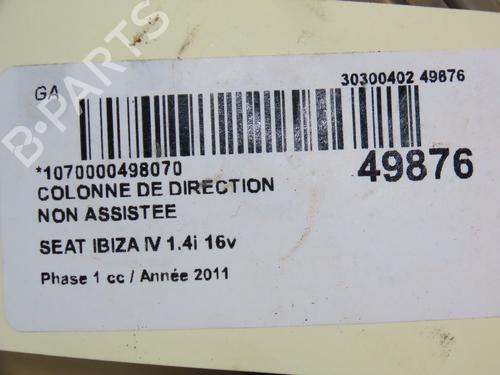 B-PARTS
GA
30300402 49876
*1070000498070
49876
COLONNE DE DIRECTION
NON ASSISTEE
SEAT IBIZA IV 1.4i 16v
Phase 1 cc / Année 2011